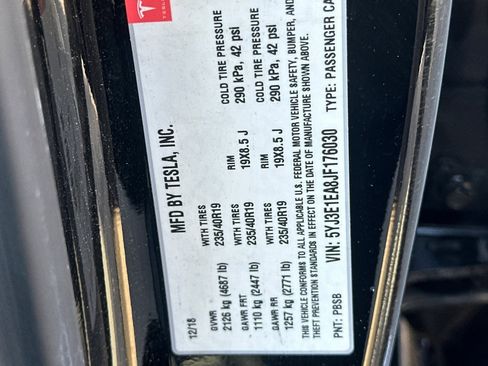 TESLA
MFD BY TESLA, INC.
12/18
GVWR WITH TIRES RIM COLD TIRE PRESSURE
2126 kg (4687 lb) 235/40R19 19X8.5 J 290 kPa, 42 psi
GAWR FRT WITH TIRES RIM COLD TIRE PRESSURE
1110 kg (2447 lb) 235/40R19 19X8.5 J 290 kPa, 42 psi
GAWR RR
1257 kg (2771 lb)
THIS VEHICLE CONFORMS TO ALL APPLICABLE U.S. FEDERAL MOTOR VEHICLE SAFETY, BUMPER, AND
THEFT PREVENTION STANDARDS IN EFFECT ON THE DATE OF MANUFACTURE SHOWN ABOVE.
VIN: 5YJ3F1EA8JF176030 TYPE: PASSENGER CA
PNT: PBSB